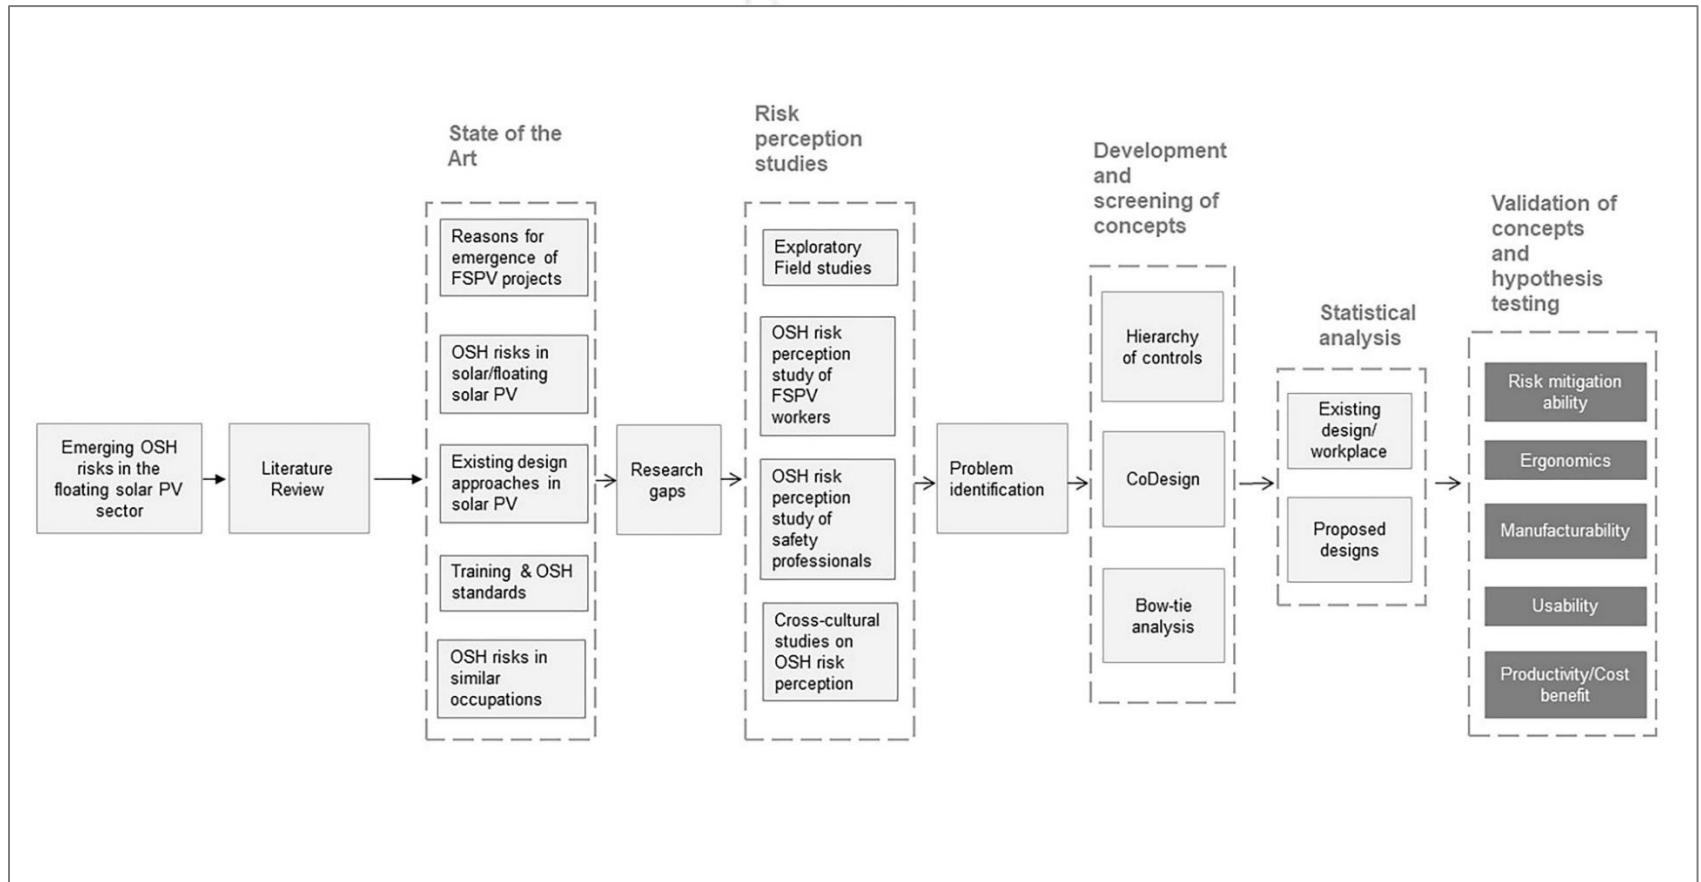 Emerging OSH
risks in the
floating solar PV
sector
Literature
Review
State of the
Art
Reasons for
emergence of
FSPV projects
OSH risks in
solar/floating
solar PV
Existing design
approaches in
solar PV
Training & OSH
standards
OSH risks in
similar
occupations
Research
gaps
Risk
perception
studies
Exploratory
Field studies
OSH risk
perception
study of
FSPV
workers
OSH risk
perception
study of
safety
professionals
Cross-cultural
studies on
OSH risk
perception
Problem
identification
Development
and
screening of
concepts
Hierarchy
of controls
CoDesign
Bow-tie
analysis
Statistical
analysis
Existing
design/
workplace
Proposed
designs
Validation of
concepts
and
hypothesis
testing
Risk mitigation
ability
Ergonomics
Manufacturability
Usability
Productivity/Cost
benefit